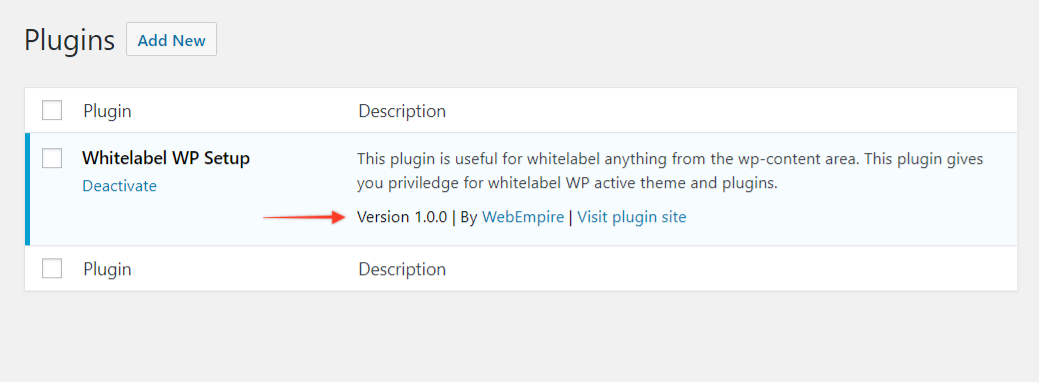 Plugins Add New
Plugin Description
Whitelabel WP Setup
Deactivate
This plugin is useful for whitelabel anything from the wp-content area. This plugin gives
you priviledge for whitelabel WP active theme and plugins.
Version 1.0.0 | By WebEmpire | Visit plugin site
Plugin Description